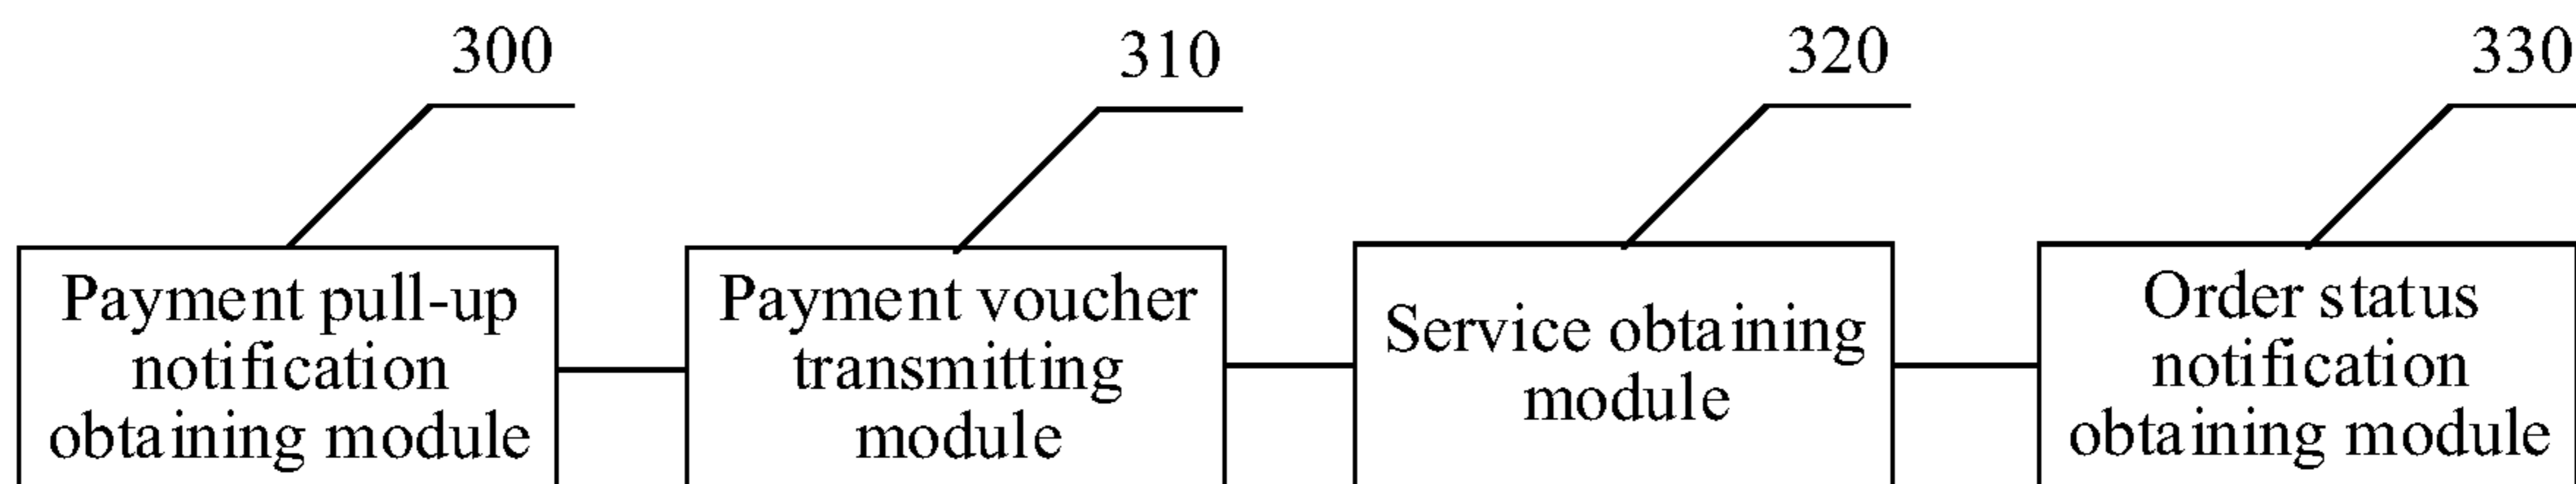 300
310
320
330
Payment pull-up
notification
obtaining module
Payment voucher
transmitting
module
Service obtaining
module
Order status
notification
obtaining module